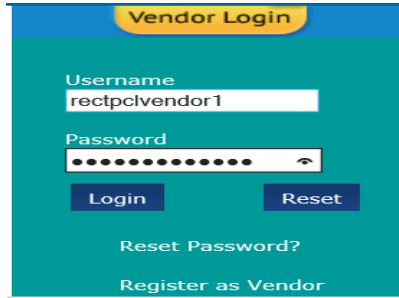 Vendor Login
Username
rectpclvendor1
Password
●●●●●●●●●●●●●
Login Reset
Reset Password?
Register as Vendor